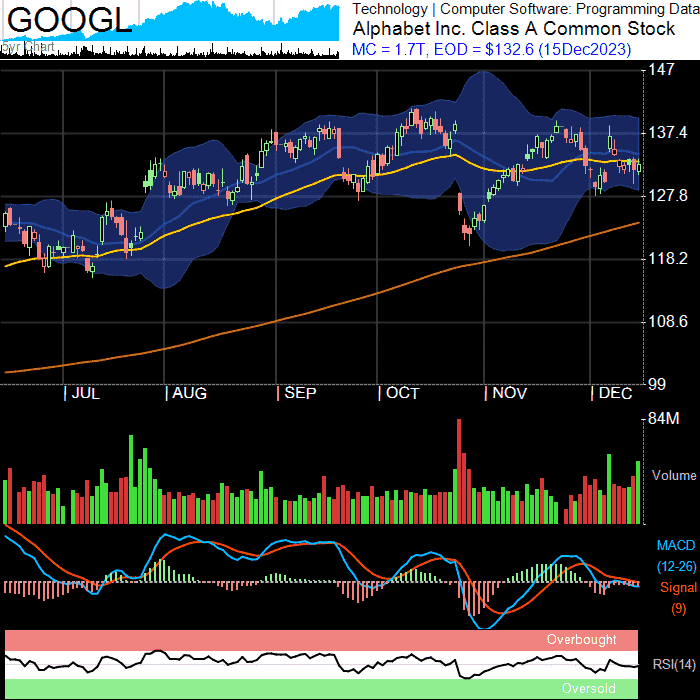 GOOGL
Technology | Computer Software: Programming Data
Alphabet Inc. Class A Common Stock
MC = 1.7T, EOD = $132.6 (15Dec2023)
147
137.4
127.8
118.2
108.6
99
JUL
AUG
SEP
OCT
NOV
DEC
84M
Volume
MACD
(12-26)
Signal
(9)
Overbought
RSI(14)
Oversold